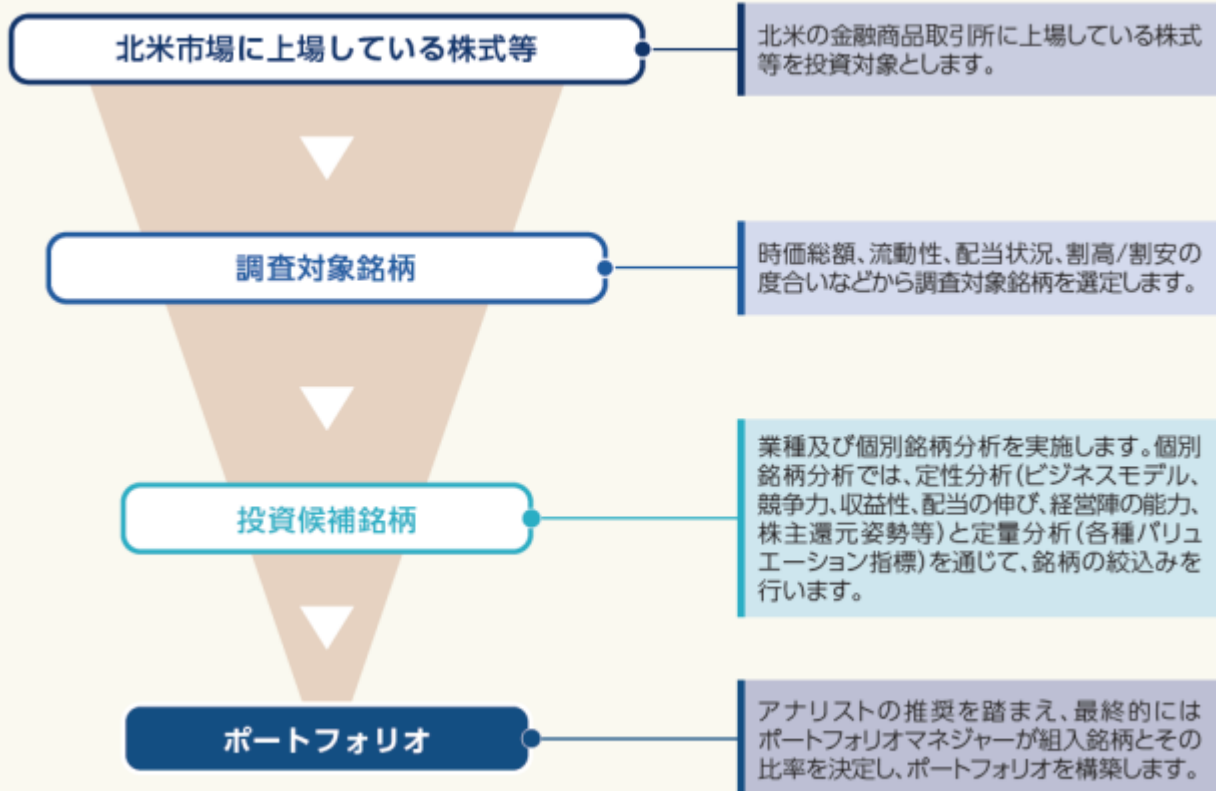 北米市場に上場している株式等
北米の金融商品取引所に上場している株式
等を投資対象とします。
調査対象銘柄
時価総額、流動性、配当状況、割高/割安の
度合いなどから調査対象銘柄を選定します。
投資候補銘柄
業種及び個別銘柄分析を実施します。個別
銘柄分析では、定性分析(ビジネスモデル、
競争力、収益性、配当の伸び、経営陣の能力、
株主還元姿勢等)と定量分析(各種バリュ
エーション指標)を通じて、銘柄の絞込みを
行います。
ポートフォリオ
アナリストの推奨を踏まえ、最終的には
ポートフォリオマネジャーが組入銘柄とその
比率を決定し、ポートフォリオを構築します。